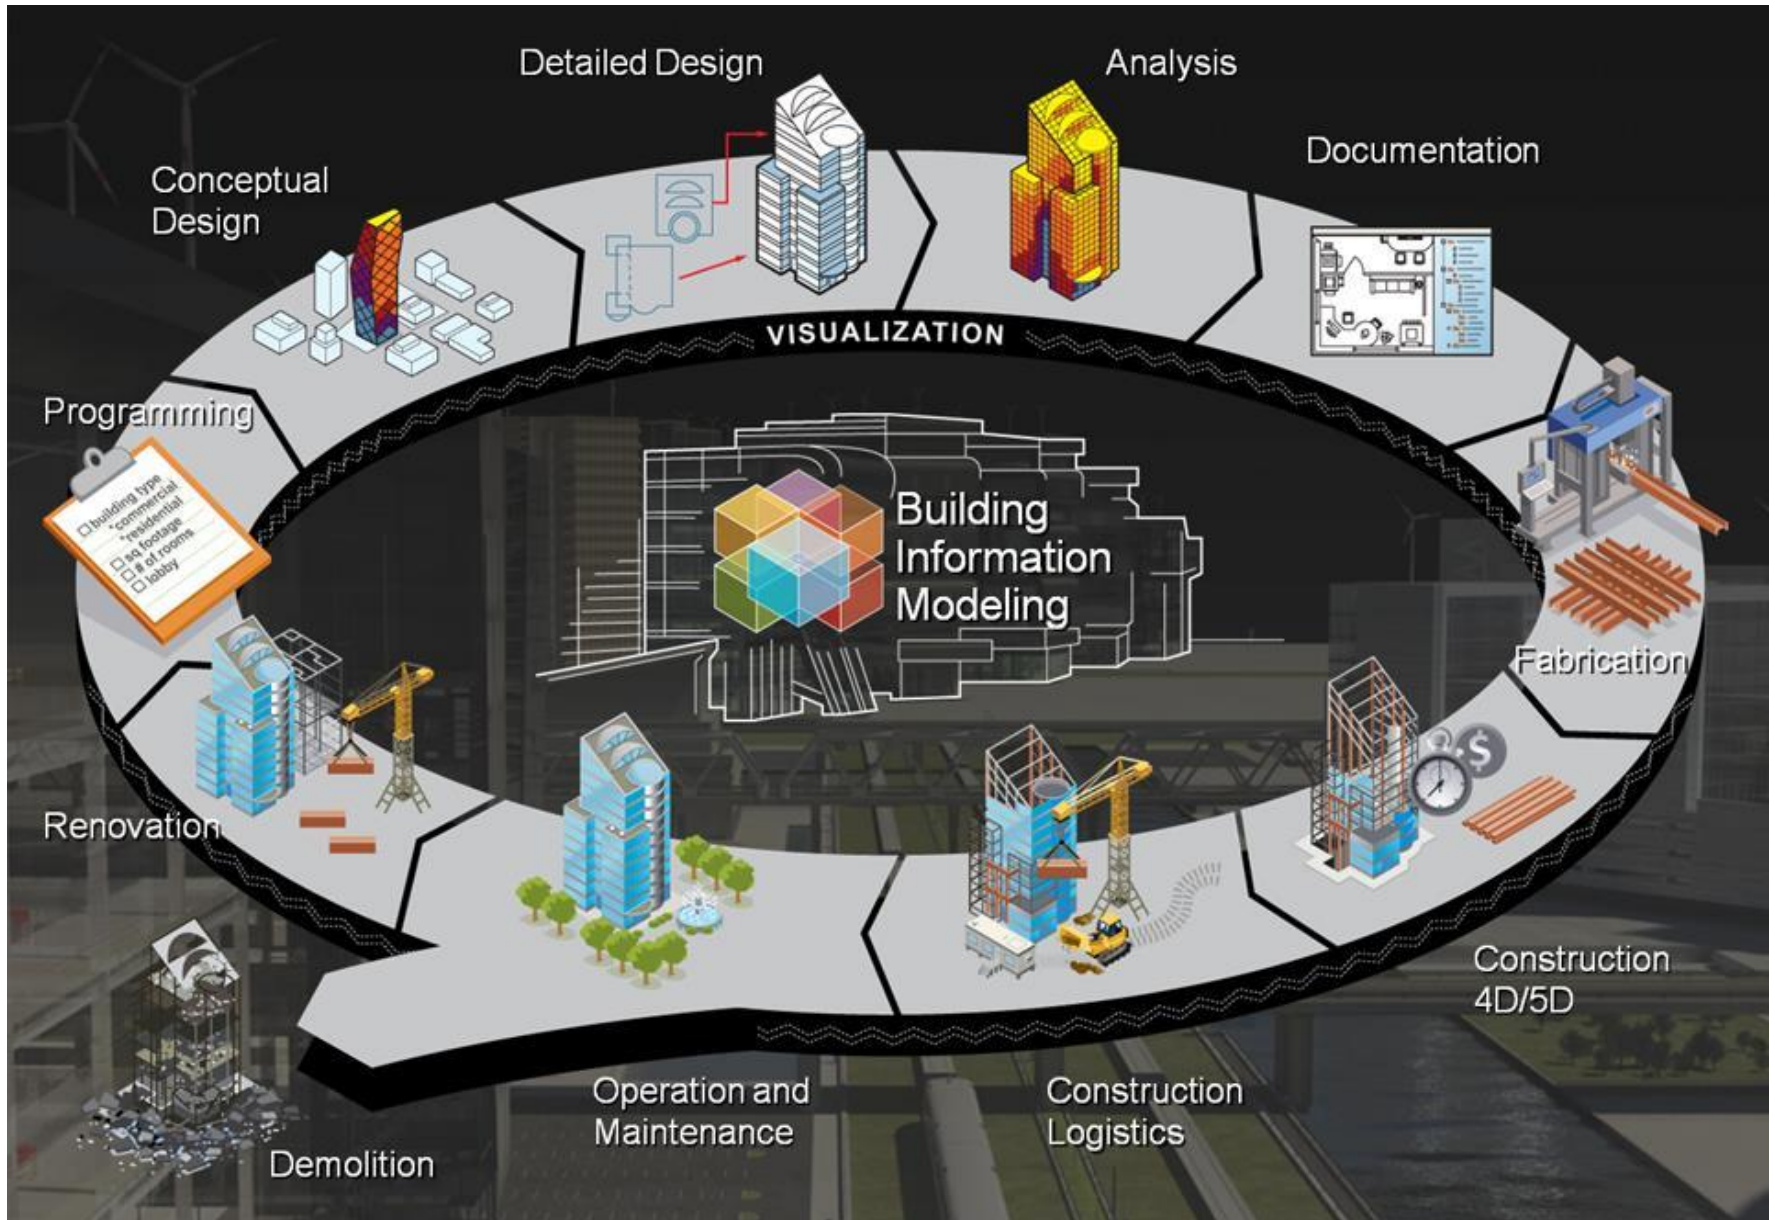 Detailed Design
Analysis
Documentation
Conceptual
Design
VISUALIZATION
Programming
building type
*commercial
*residential
sq footage
# of rooms
lobby
Building
Information
Modeling
Fabrication
$
Renovation
Construction
4D/5D
Operation and
Maintenance
Construction
Logistics
Demolition